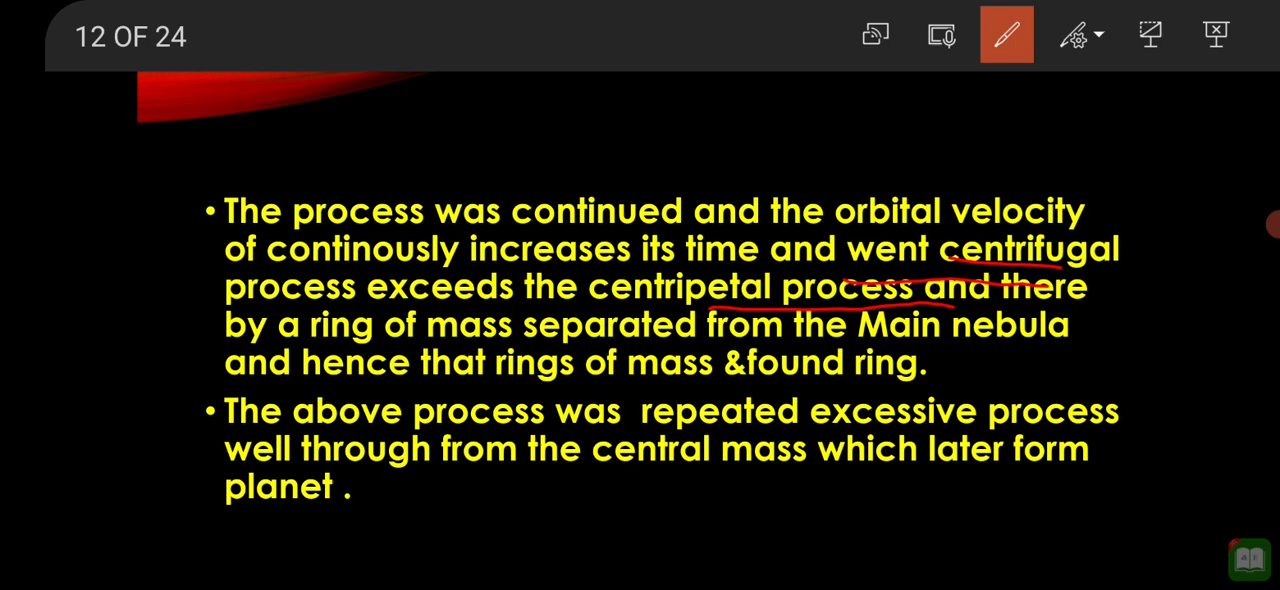 12 OF 24
• The process was continued and the orbital velocity
of continously increases its time and went centrifugal
process exceeds the centripetal process and there
by a ring of mass separated from the Main nebula
and hence that rings of mass &found ring.
• The above process was repeated excessive process
well through from the central mass which later form
planet .